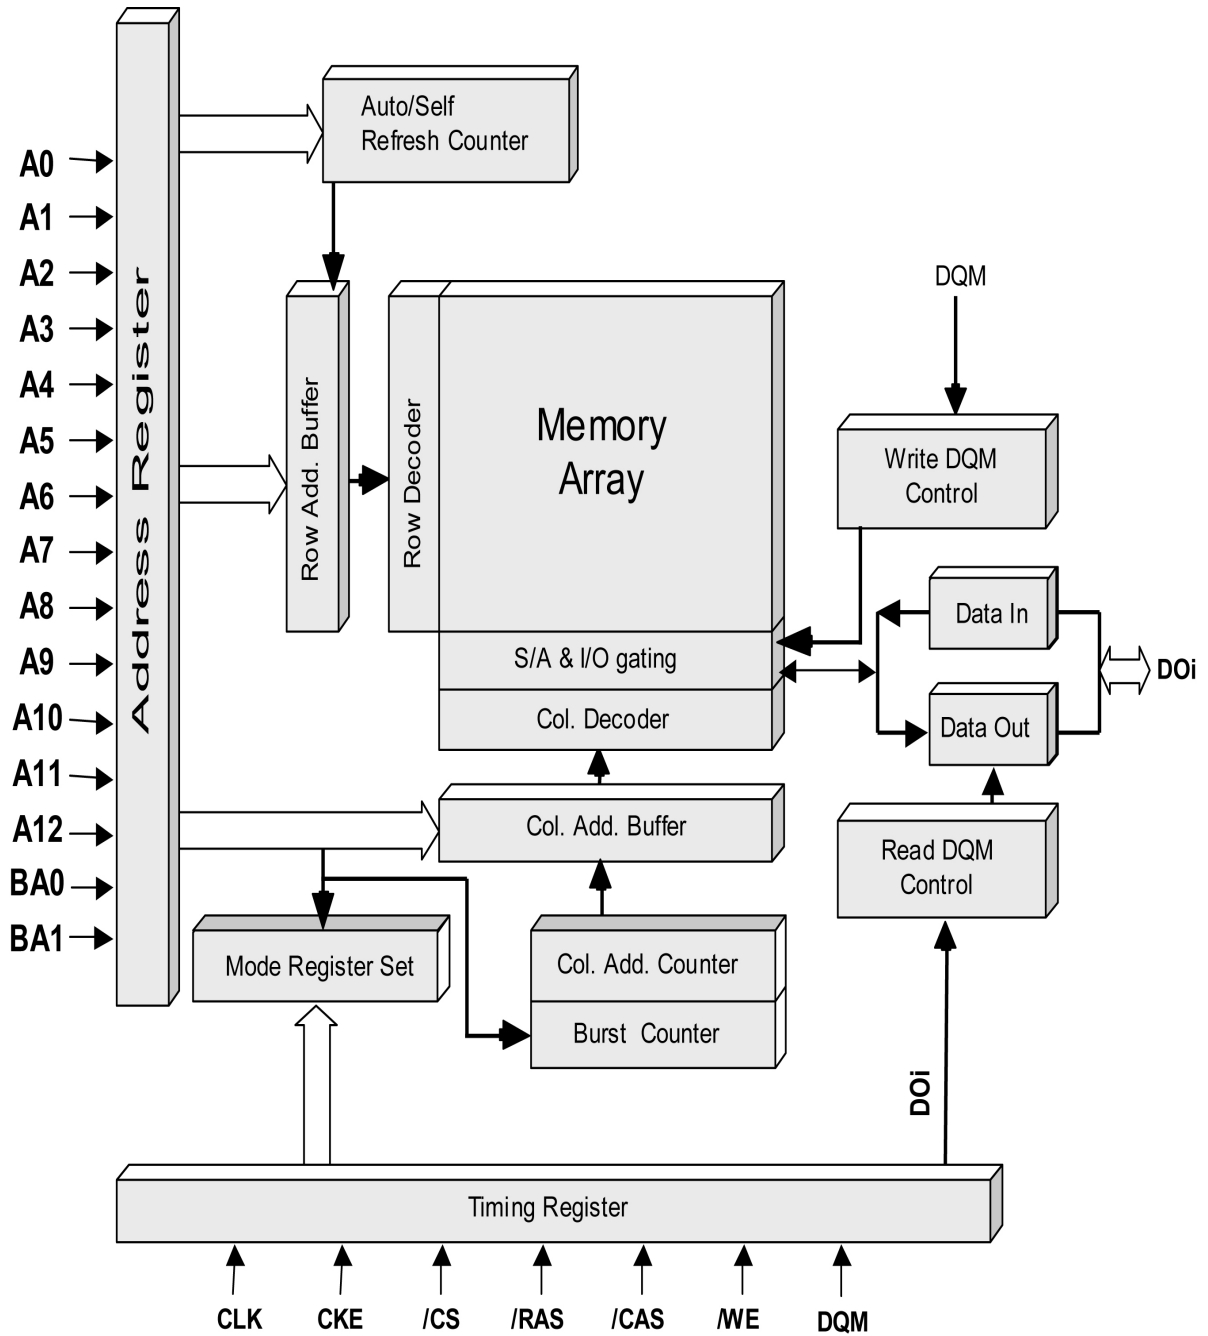 Auto/Self
Refresh Counter
A0
A1
A2
A3
A4
A5
A6
A7
A8
A9
A10
A11
A12
BA0
BA1
Address Register
Row Add. Buffer
Row Decoder
Memory
Array
DQM
Write DQM
Control
Data In
DOi
Data Out
S/A & I/O gating
Col. Decoder
Col. Add. Buffer
Read DQM
Control
Mode Register Set
Col. Add. Counter
Burst Counter
DOi
Timing Register
CLK
CKE
/CS
/RAS
/CAS
/WE
DQM